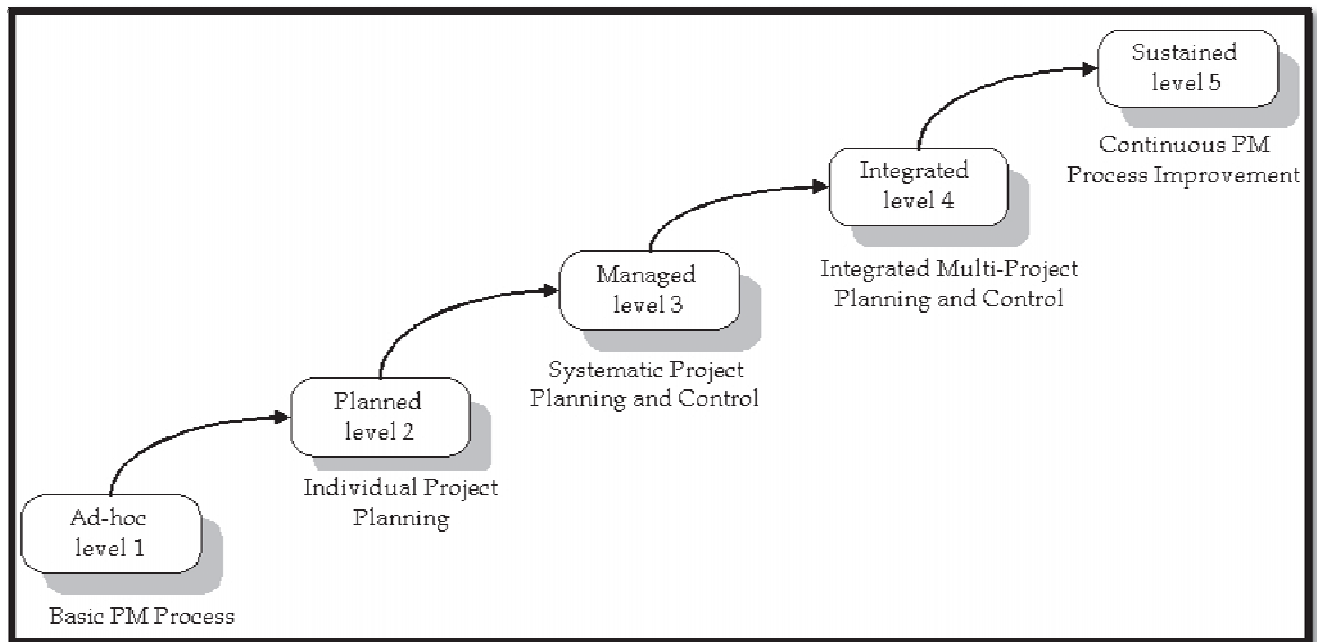 Sustained
level 5
Continuous PM
Process Improvement
Integrated
level 4
Integrated Multi-Project
Planning and Control
Managed
level 3
Systematic Project
Planning and Control
Planned
level 2
Individual Project
Planning
Ad-hoc
level 1
Basic PM Process